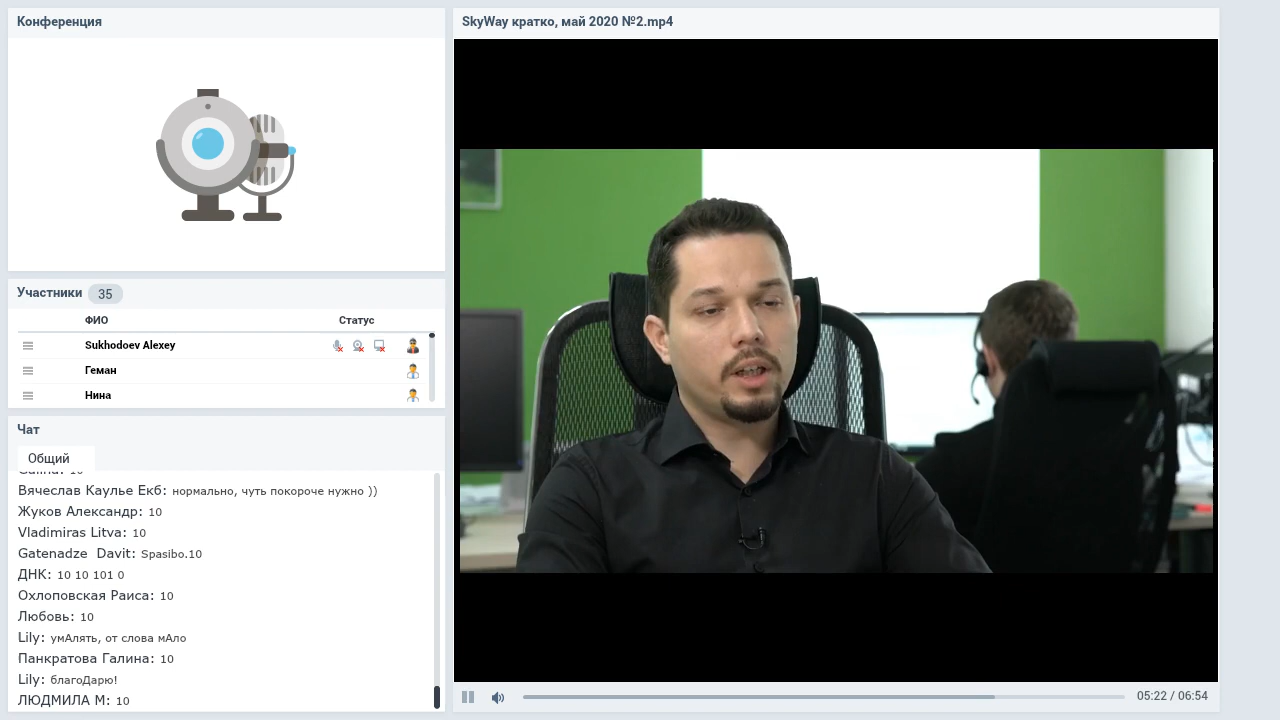 Конференция
Участники 35
ФИО Статус
Sukhodoev Alexey
Геман
Нина
Чат
Общий
Galina: 10
Вячеслав Каулье Екб: нормально, чуть покороче нужно ))
Жуков Александр: 10
Vladimiras Litva: 10
Gatenadze Davit: Spasibo.10
ДНК: 10 10 101 0
Охлоповская Раиса: 10
Любовь: 10
Lily: умАлять, от слова мАло
Панкратова Галина: 10
Lily: благоДарю!
ЛЮДМИЛА М: 10
SkyWay кратко, май 2020 №2.mp4
05:22 / 06:54